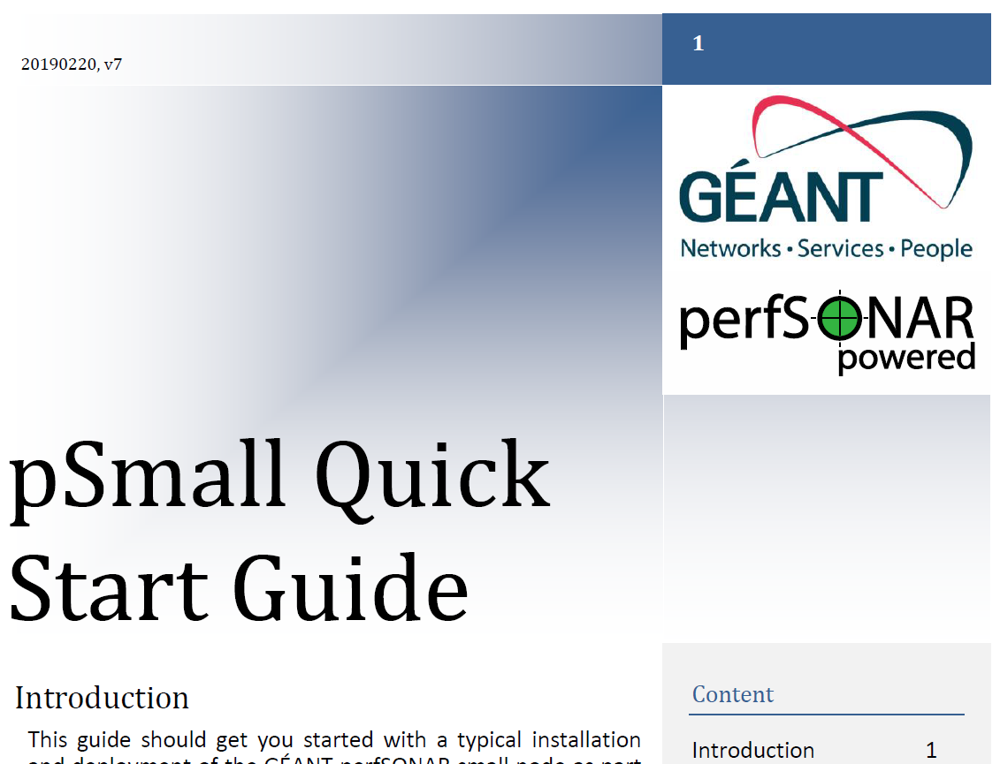 20190220, v7
1
GÉANT
Networks • Services • People
perfSONAR
powered
pSmall Quick
Start Guide
Introduction
This guide should get you started with a typical installation
and deployment of the GÉANT perfSONAR small node as part
Content
Introduction 1